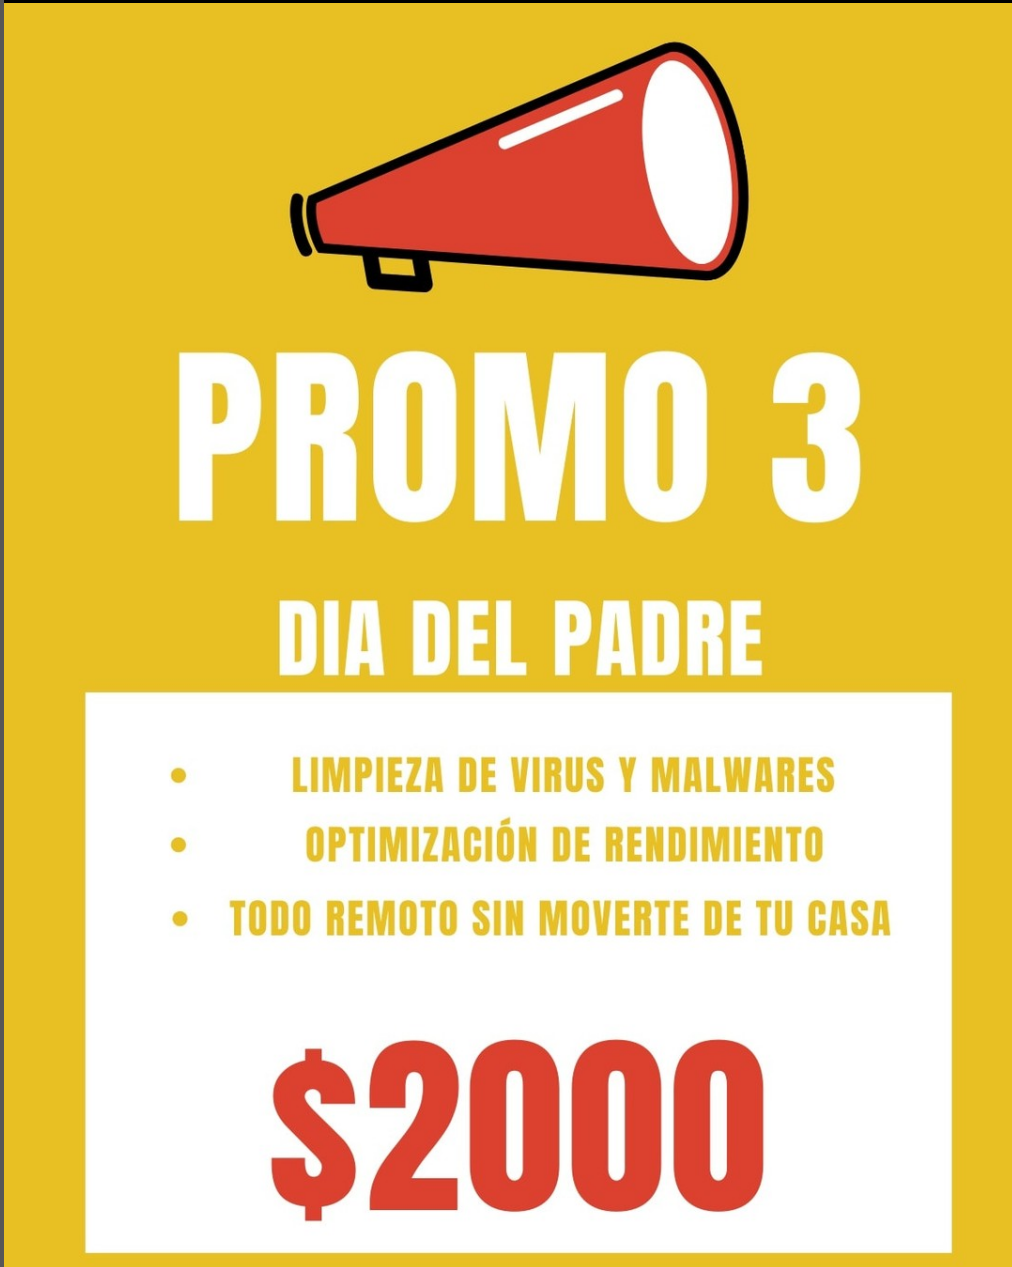 PROMO 3
DIA DEL PADRE
• LIMPIEZA DE VIRUS Y MALWARES
• OPTIMIZACIÓN DE RENDIMIENTO
• TODO REMOTO SIN MOVERTE DE TU CASA
$2000